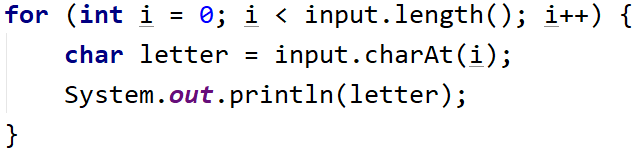 for (int i = 0; i < input.length(); i++) {
    char letter = input.charAt(i);
    System.out.println(letter);
}